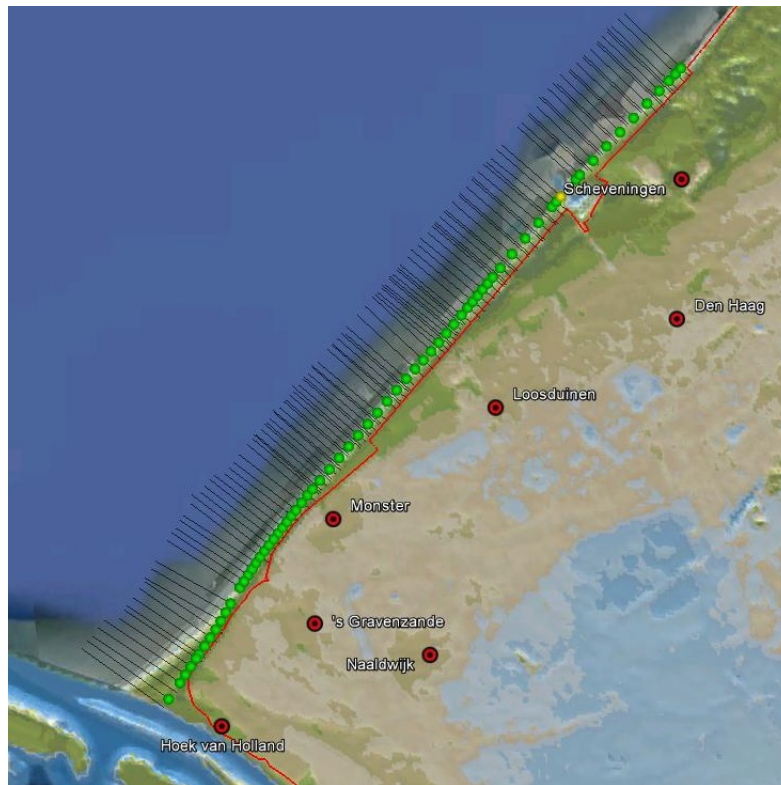 Scheveningen
Den Haag
Loosduinen
Monster
's Gravenzande
Naaldwijk
Hoek van Holland